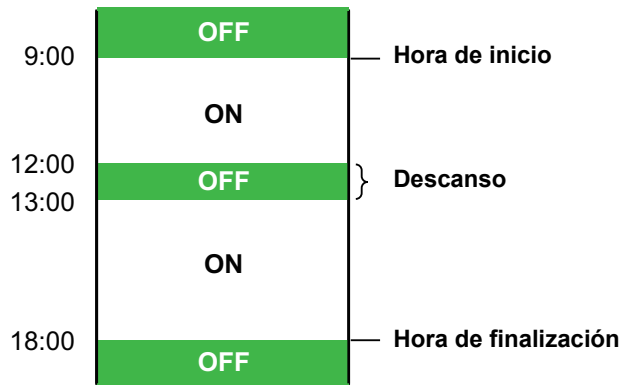 OFF
9:00 Hora de inicio
ON
12:00
OFF Descanso
13:00
ON
18:00 Hora de finalización
OFF